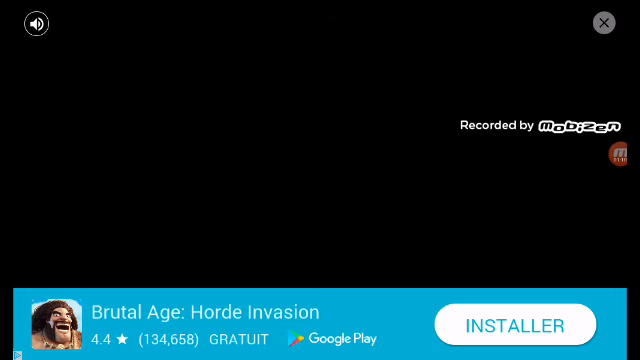 Recorded by mobizen
Brutal Age: Horde Invasion
4.4 ★ (134,658) GRATUIT Google Play
INSTALLER